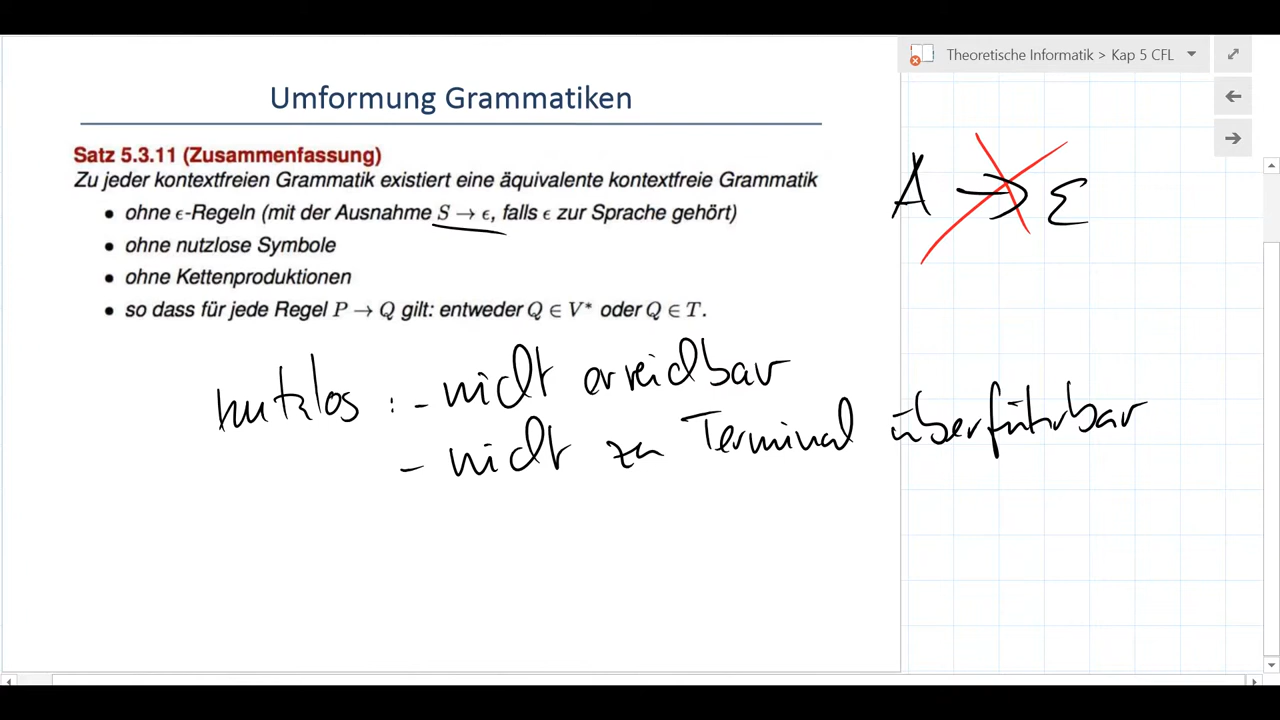 Theoretische Informatik > Kap 5 CFL
Umformung Grammatiken
Satz 5.3.11 (Zusammenfassung)
Zu jeder kontextfreien Grammatik existiert eine äquivalente kontextfreie Grammatik
• ohne ϵ-Regeln (mit der Ausnahme S → ϵ, falls ϵ zur Sprache gehört)
• ohne nutzlose Symbole
• ohne Kettenproduktionen
• so dass für jede Regel P → Q gilt: entweder Q ∈ V* oder Q ∈ T.
A → ε
nutzlos : - nicht erreichbar
- nicht zu Terminal überführbar